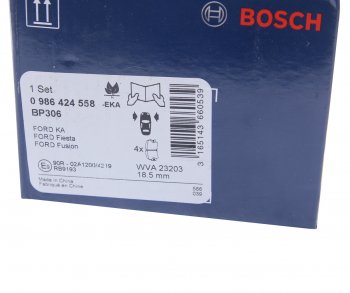 BOSCH
1 Set
0 986 424 558 -EKA
BP306
FORD KA
FORD Fiesta
FORD Fusion
4x
90R - 02A1200/4219
RB9193
WVA 23203
18,5 mm
Made in China
Fabriqué en Chine
3 165143 660539